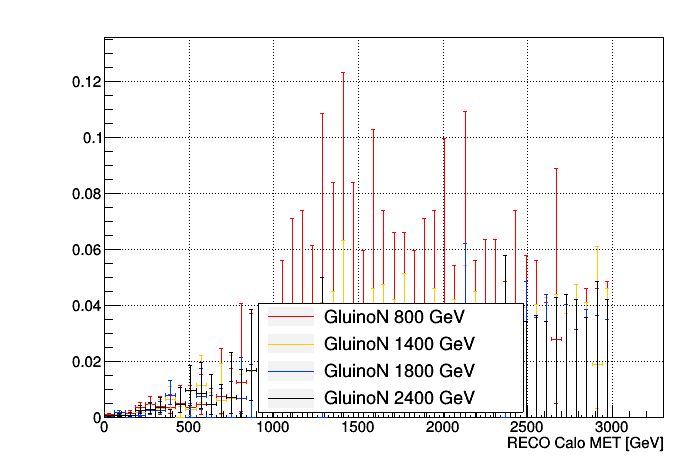 0.12
0.1
0.08
0.06
0.04
0.02
0
GluinoN 800 GeV
GluinoN 1400 GeV
GluinoN 1800 GeV
GluinoN 2400 GeV
0 500 1000 1500 2000 2500 3000
RECO Calo MET [GeV]